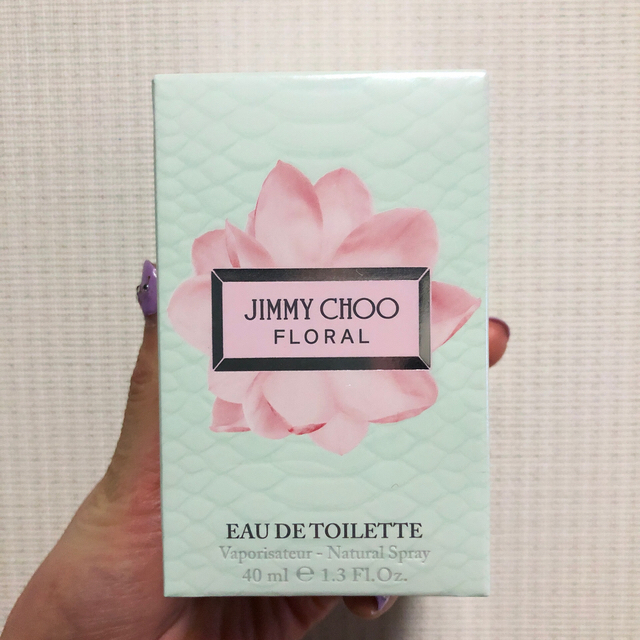 JIMMY CHOO
FLORAL
EAU DE TOILETTE
Vaporisateur - Natural Spray
40 ml ℮ 1.3 Fl.Oz.